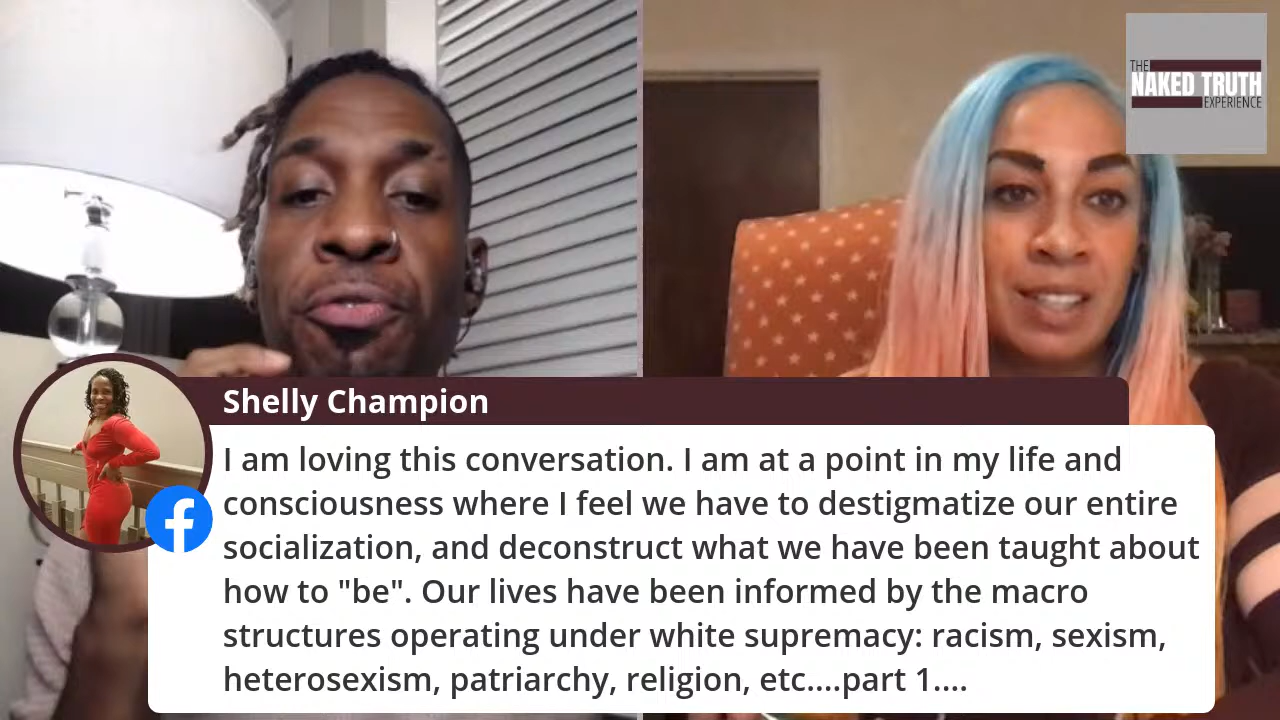 THE
NAKED TRUTH
EXPERIENCE
Shelly Champion
I am loving this conversation. I am at a point in my life and
consciousness where I feel we have to destigmatize our entire
socialization, and deconstruct what we have been taught about
how to "be". Our lives have been informed by the macro
structures operating under white supremacy: racism, sexism,
heterosexism, patriarchy, religion, etc....part 1....